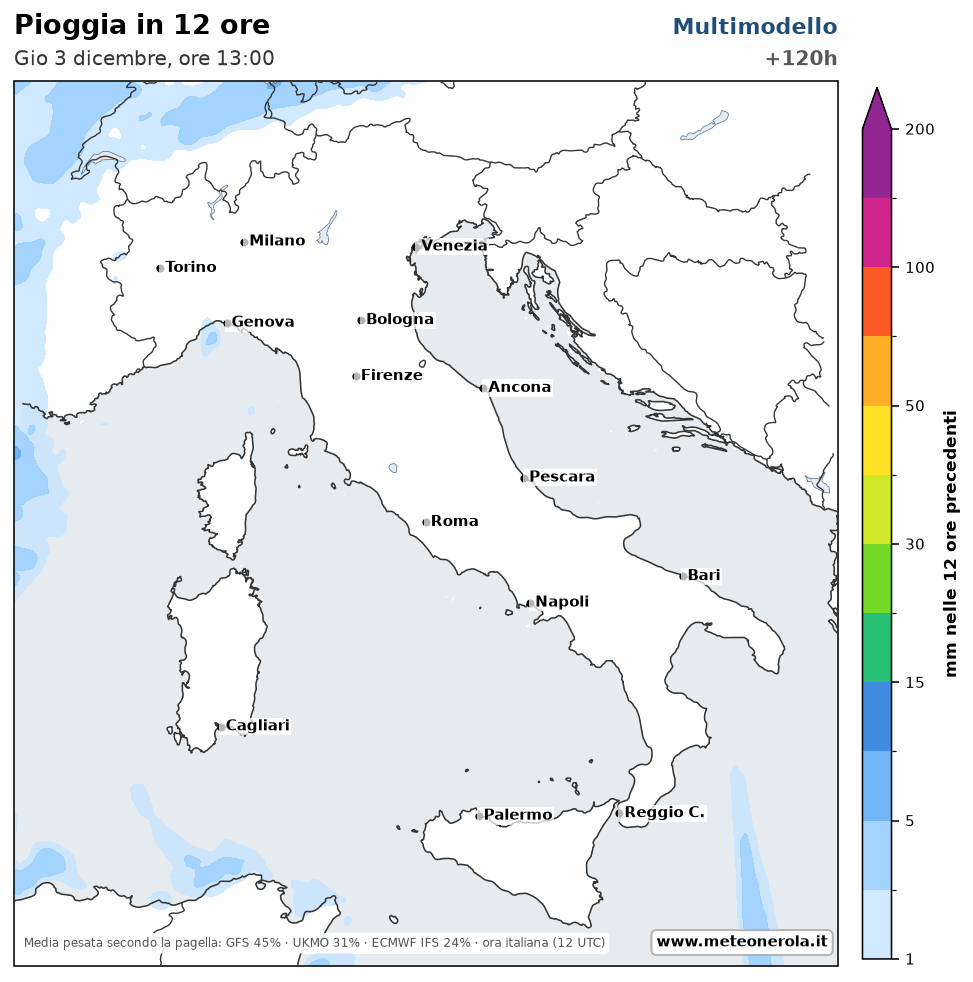 Pioggia in 12 ore
Multimodello
Gio 3 dicembre, ore 13:00
+120h
200
100
50
30
15
5
1
mm nelle 12 ore precedenti
Milano
Venezia
Torino
Genova
Bologna
Firenze
Ancona
Pescara
Roma
Bari
Napoli
Cagliari
Palermo
Reggio C.
Media pesata secondo la pagella: GFS 45% · UKMO 31% · ECMWF IFS 24% · ora italiana (12 UTC)
www.meteonerola.it